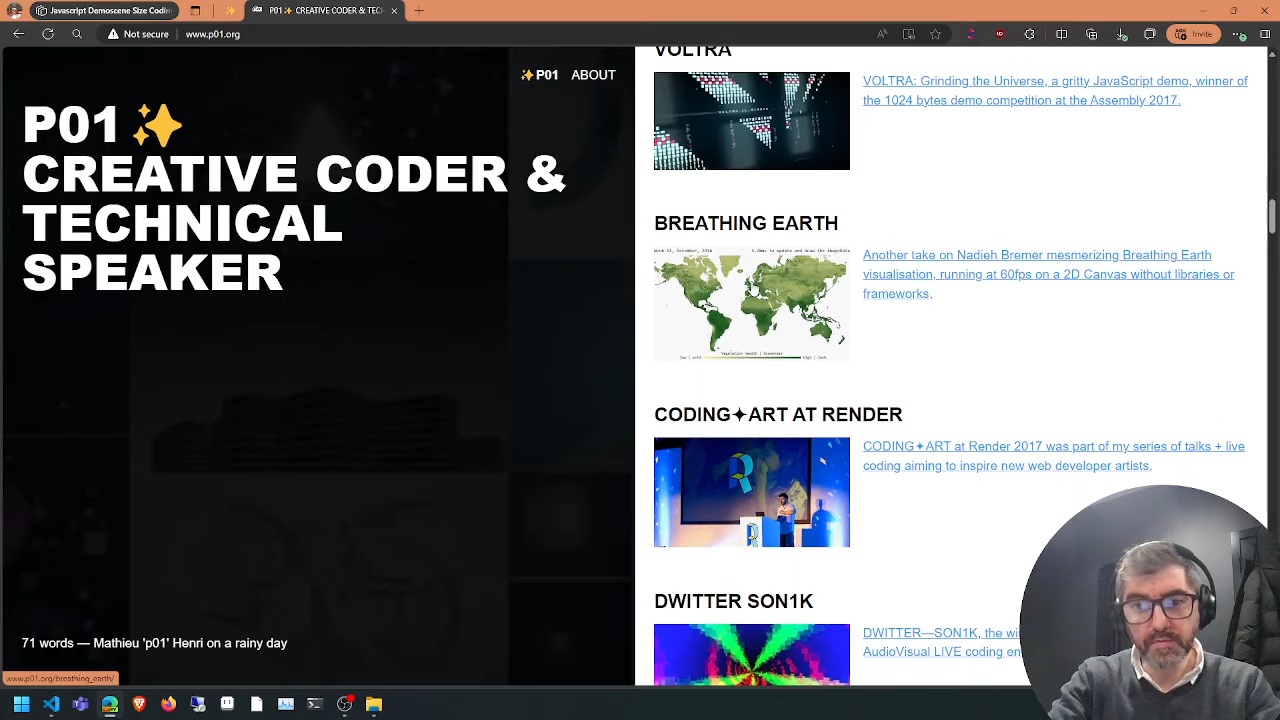 Javascript Demoscene Size Codin
P01 ✨ CREATIVE CODER & TECH
Not secure
www.p01.org
Invite
✨P01 ABOUT
P01 ✨
CREATIVE CODER &
TECHNICAL
SPEAKER
71 words — Mathieu 'p01' Henri on a rainy day
www.p01.org/breathing_earth/
VOLTRA
VOLTRA: Grinding the Universe, a gritty JavaScript demo, winner of
the 1024 bytes demo competition at the Assembly 2017.
BREATHING EARTH
Another take on Nadieh Bremer mesmerizing Breathing Earth
visualisation, running at 60fps on a 2D Canvas without libraries or
frameworks.
CODING✦ART AT RENDER
CODING✦ART at Render 2017 was part of my series of talks + live
coding aiming to inspire new web developer artists.
DWITTER SON1K
DWITTER—SON1K, the wi
AudioVisual LIVE coding en